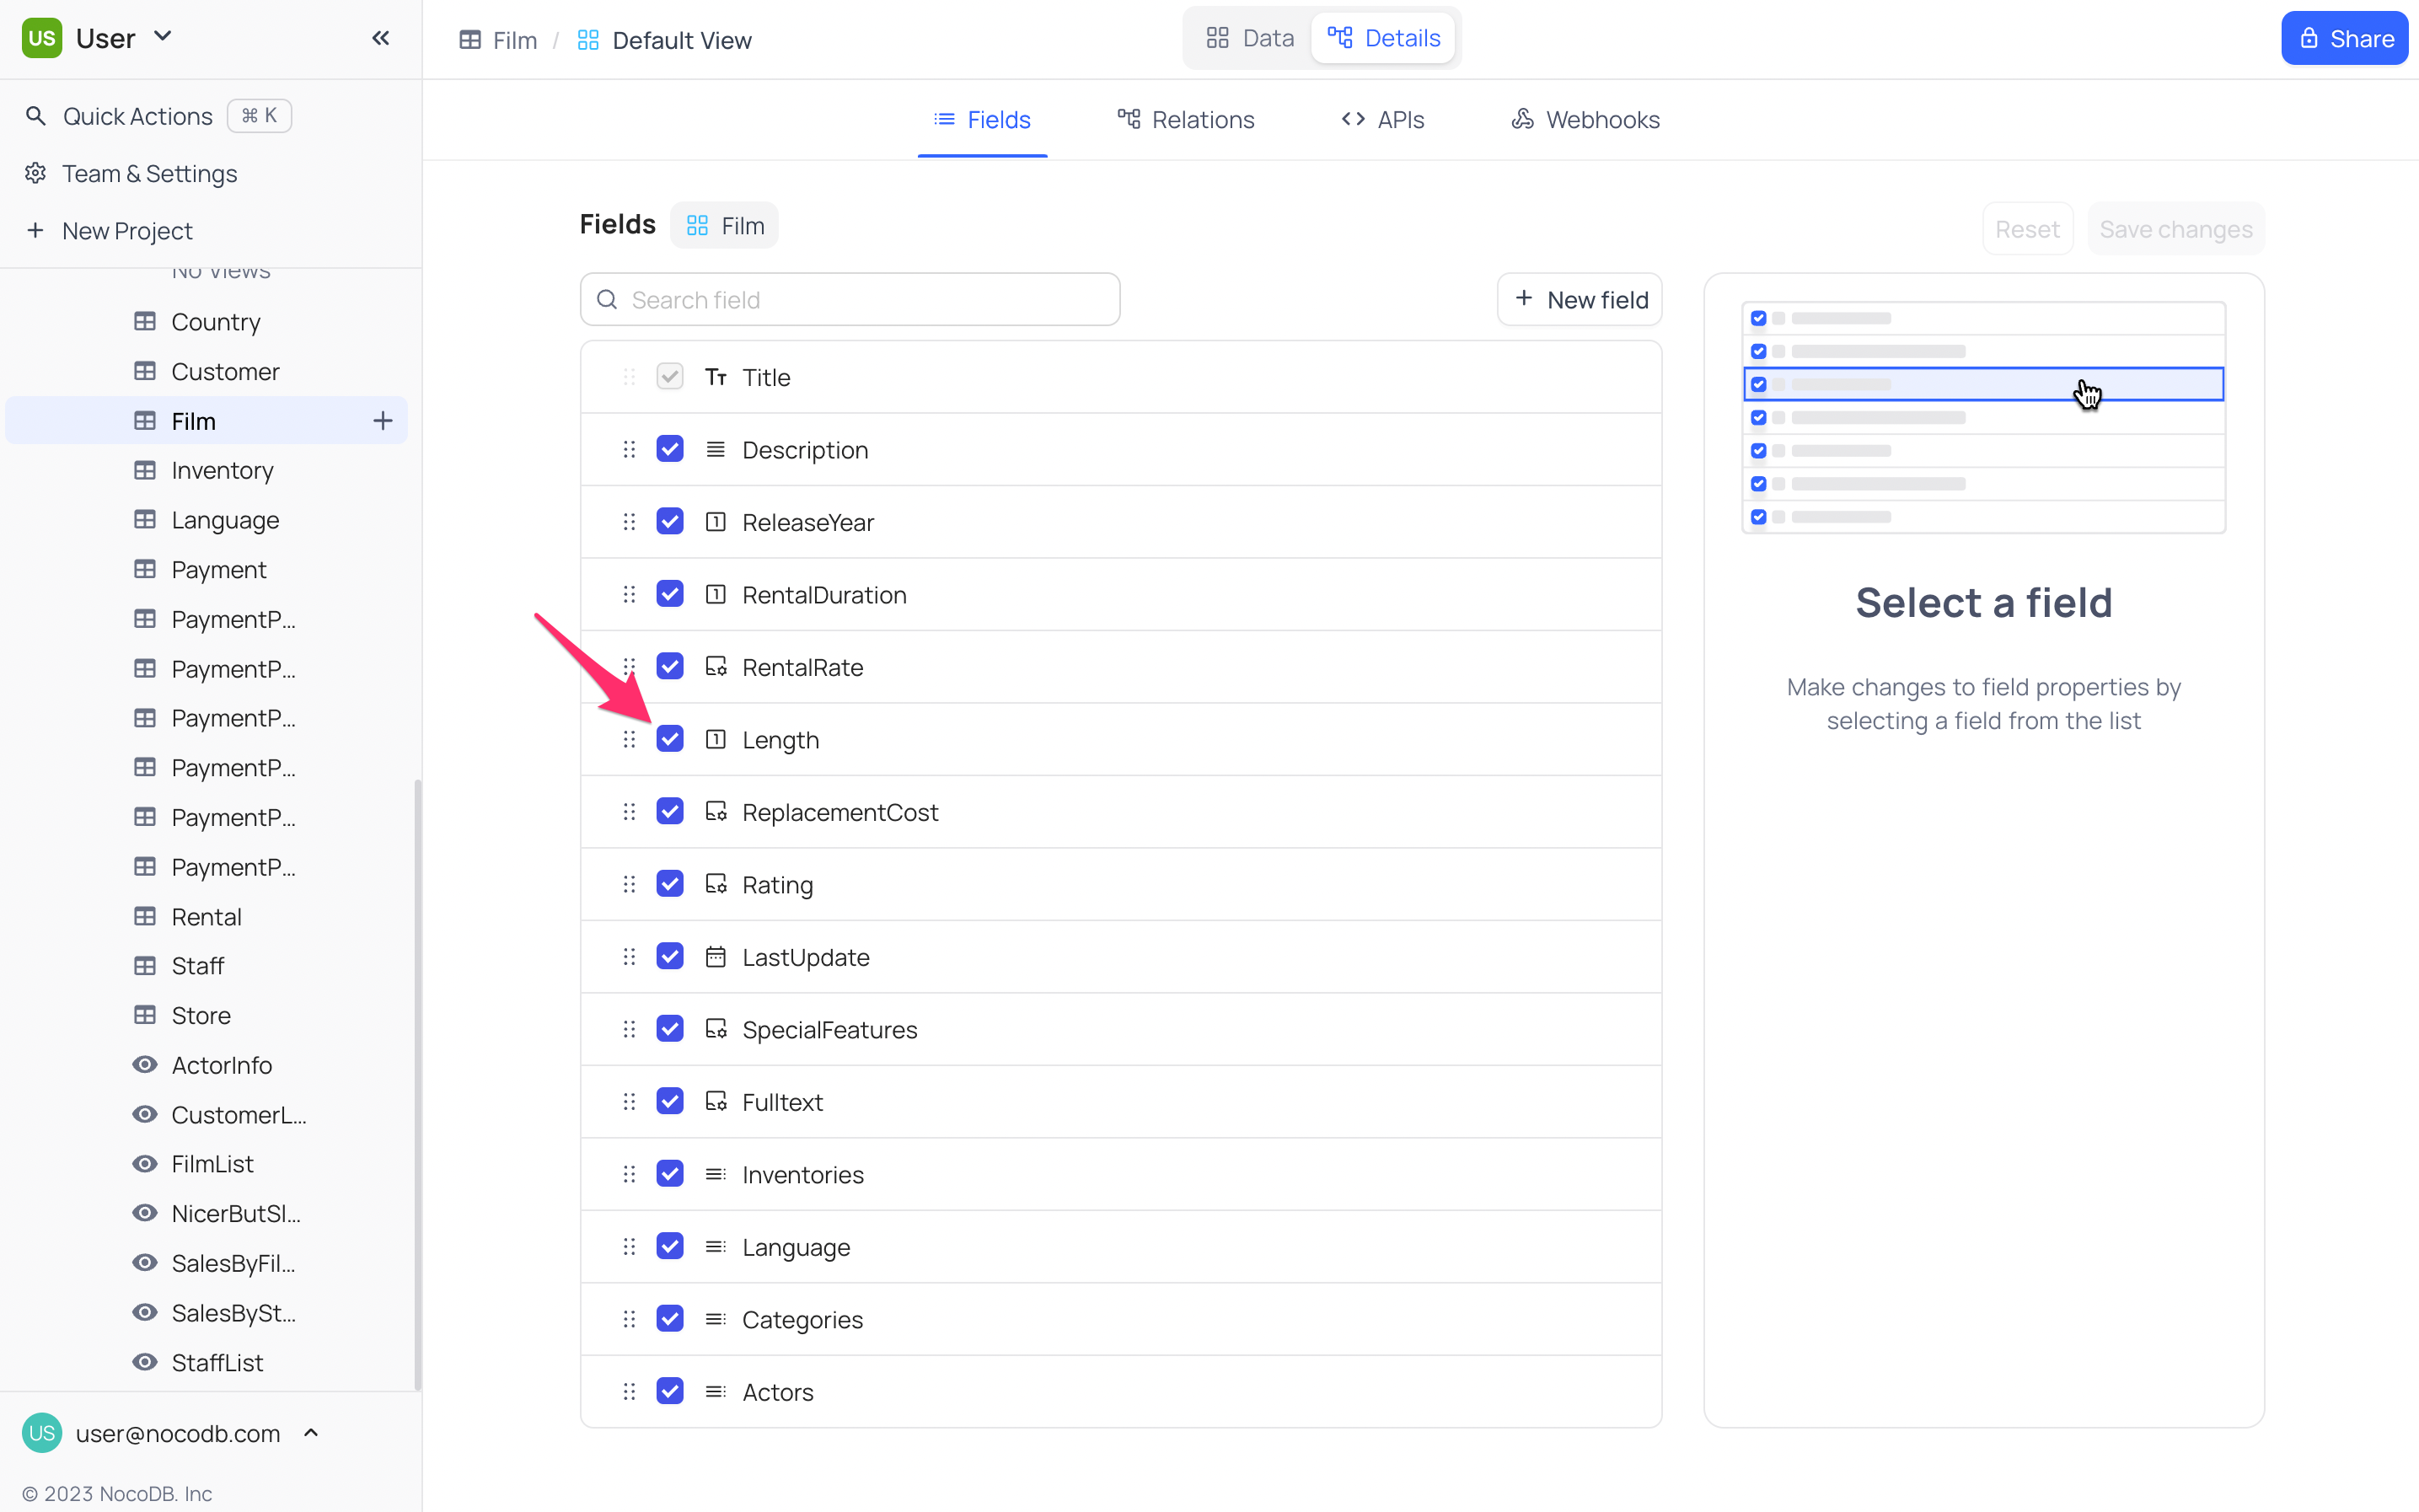 US User
Quick Actions ⌘ K
Team & Settings
New Project
No Views
Country
Customer
Film
Inventory
Language
Payment
PaymentP...
PaymentP...
PaymentP...
PaymentP...
PaymentP...
PaymentP...
Rental
Staff
Store
ActorInfo
CustomerL...
FilmList
NicerButSl...
SalesByFil...
SalesBySt...
StaffList
US user@nocodb.com
© 2023 NocoDB. Inc
Film / Default View
Data Details
Share
Fields Relations APIs Webhooks
Fields Film
Reset Save changes
Search field
New field
Title
Description
ReleaseYear
RentalDuration
RentalRate
Length
ReplacementCost
Rating
LastUpdate
SpecialFeatures
Fulltext
Inventories
Language
Categories
Actors
Select a field
Make changes to field properties by
selecting a field from the list